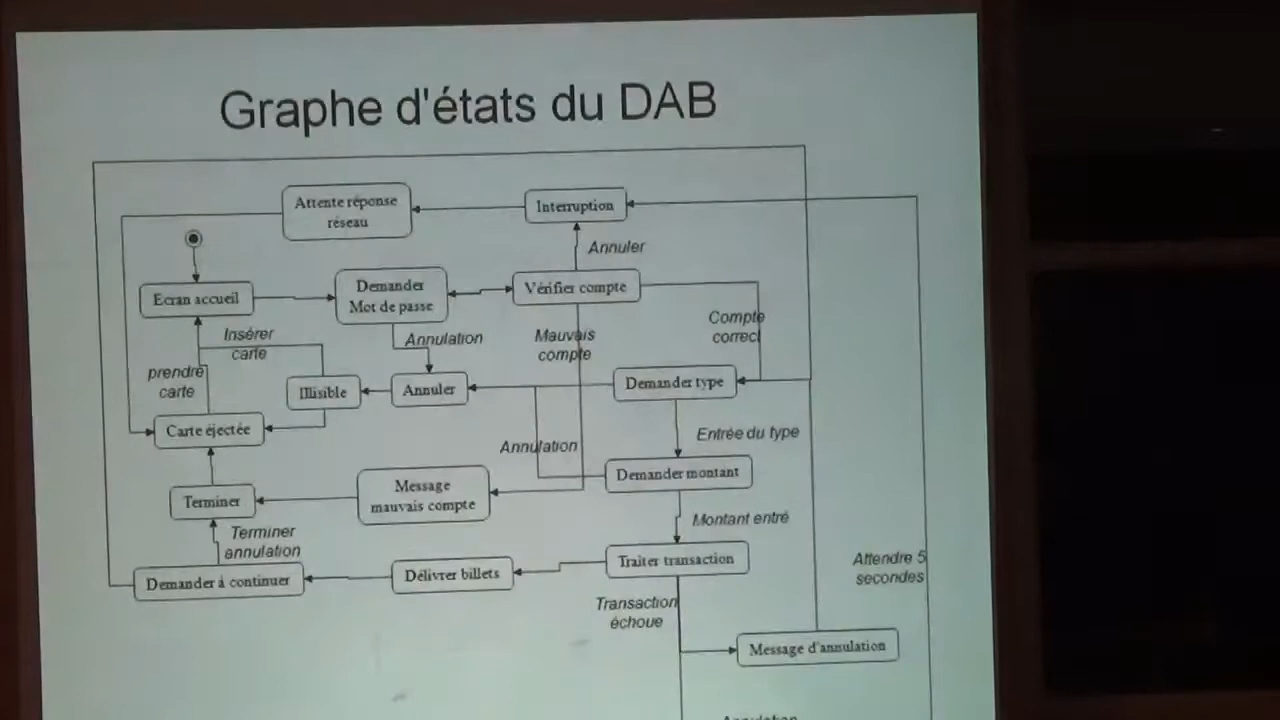 Graphe d'états du DAB
Attente réponse
réseau
Interruption
Annuler
Ecran accueil
Demander
Mot de passe
Vérifier compte
Insérer
carte
Annulation
Mauvais
compte
Compte
correct
prendre
carte
Illisible
Annuler
Demander type
Carte éjectée
Annulation
Entrée du type
Terminer
Message
mauvais compte
Demander montant
Terminer
annulation
Montant entré
Demander à continuer
Délivrer billets
Traiter transaction
Attendre 5
secondes
Transaction
échoue
Message d'annulation
Annulation